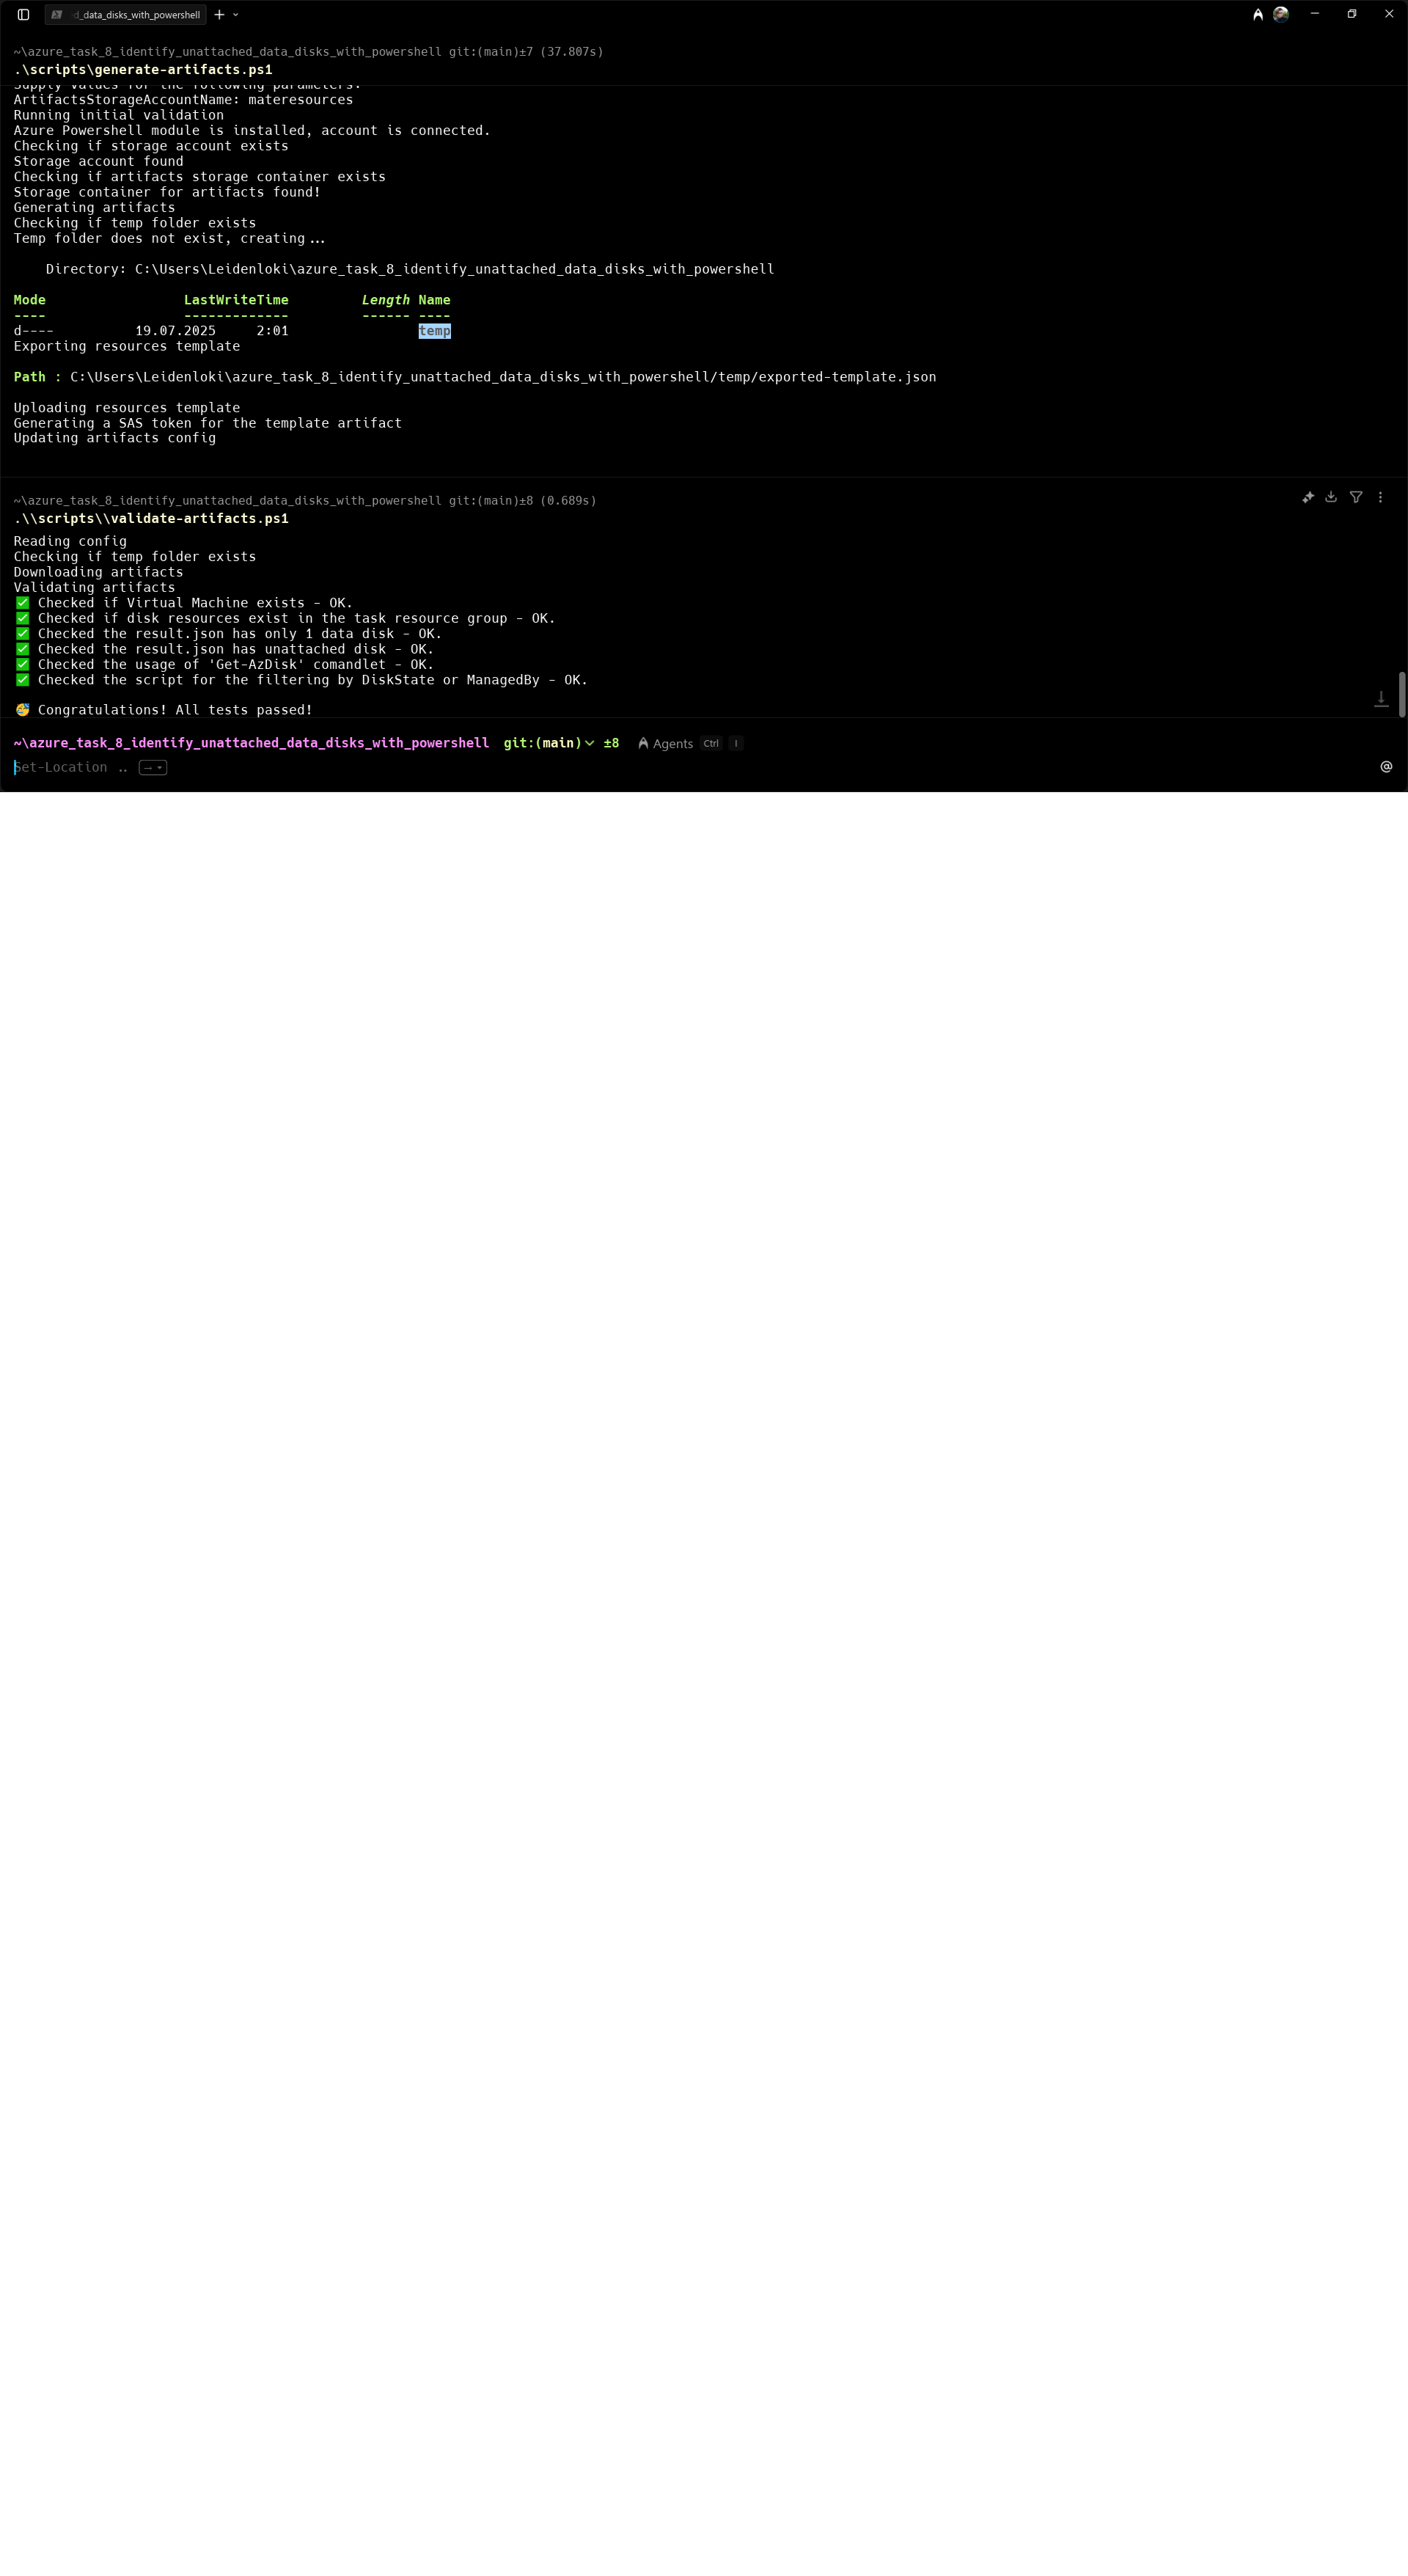 d_data_disks_with_powershell
~\azure_task_8_identify_unattached_data_disks_with_powershell git:(main)±7 (37.807s)
.\scripts\generate-artifacts.ps1
Supply values for the following parameters:
ArtifactsStorageAccountName: materesources
Running initial validation
Azure Powershell module is installed, account is connected.
Checking if storage account exists
Storage account found
Checking if artifacts storage container exists
Storage container for artifacts found!
Generating artifacts
Checking if temp folder exists
Temp folder does not exist, creating...
Directory: C:\Users\Leidenloki\azure_task_8_identify_unattached_data_disks_with_powershell
Mode LastWriteTime Length Name
---- ------------- ------ ----
d---- 19.07.2025 2:01 temp
Exporting resources template
Path : C:\Users\Leidenloki\azure_task_8_identify_unattached_data_disks_with_powershell/temp/exported-template.json
Uploading resources template
Generating a SAS token for the template artifact
Updating artifacts config
~\azure_task_8_identify_unattached_data_disks_with_powershell git:(main)±8 (0.689s)
.\\scripts\\validate-artifacts.ps1
Reading config
Checking if temp folder exists
Downloading artifacts
Validating artifacts
✅ Checked if Virtual Machine exists - OK.
✅ Checked if disk resources exist in the task resource group - OK.
✅ Checked the result.json has only 1 data disk - OK.
✅ Checked the result.json has unattached disk - OK.
✅ Checked the usage of 'Get-AzDisk' comandlet - OK.
✅ Checked the script for the filtering by DiskState or ManagedBy - OK.
🥳 Congratulations! All tests passed!
~\azure_task_8_identify_unattached_data_disks_with_powershell git:(main) ±8 Agents Ctrl I
Set-Location ..